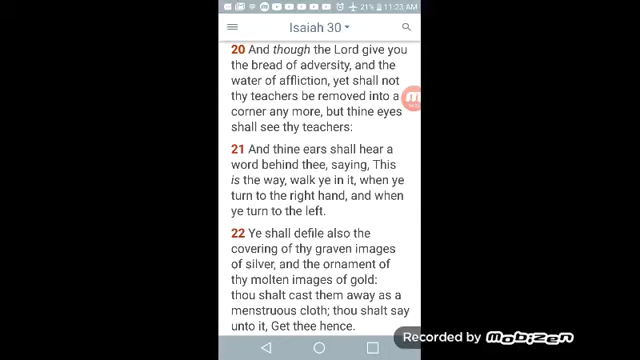 21% 11:23 AM
Isaiah 30
20 And though the Lord give you
the bread of adversity, and the
water of affliction, yet shall not
thy teachers be removed into a
corner any more, but thine eyes
shall see thy teachers:
21 And thine ears shall hear a
word behind thee, saying, This
is the way, walk ye in it, when ye
turn to the right hand, and when
ye turn to the left.
22 Ye shall defile also the
covering of thy graven images
of silver, and the ornament of
thy molten images of gold:
thou shalt cast them away as a
menstruous cloth; thou shalt say
unto it, Get thee hence.
Recorded by Mobizen